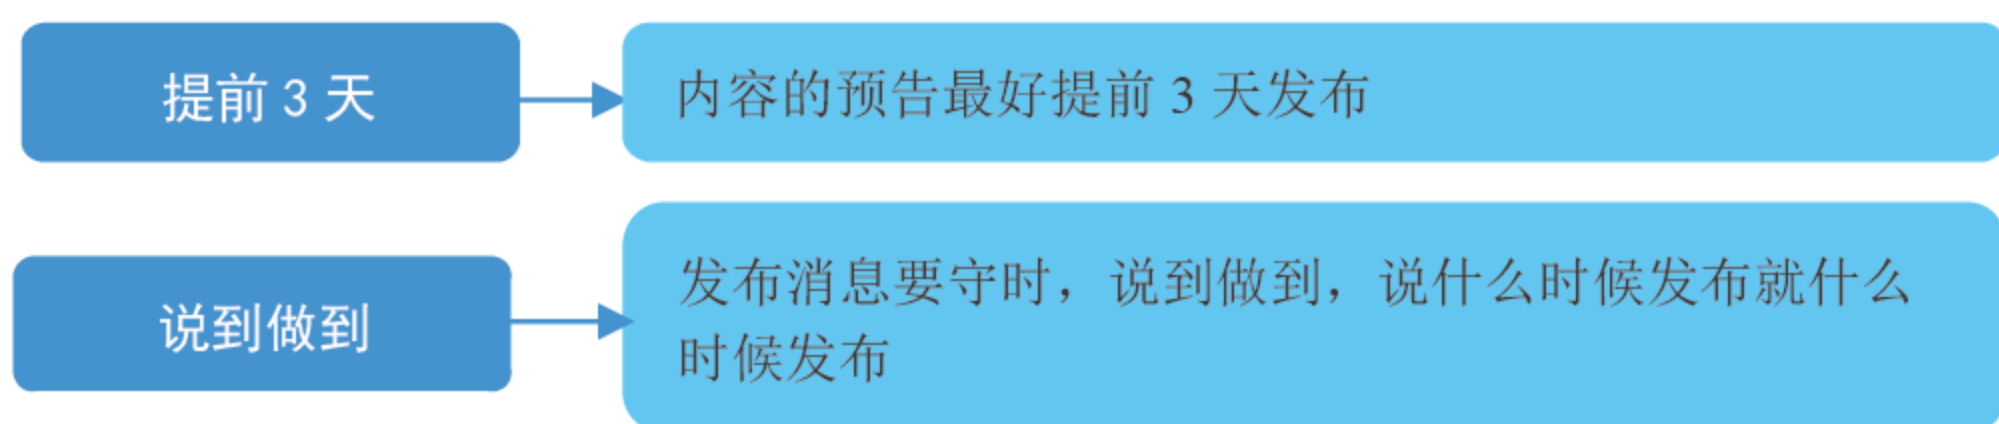 提前 3 天
内容的预告最好提前 3 天发布
说到做到
发布消息要守时，说到做到，说什么时候发布就什么
时候发布